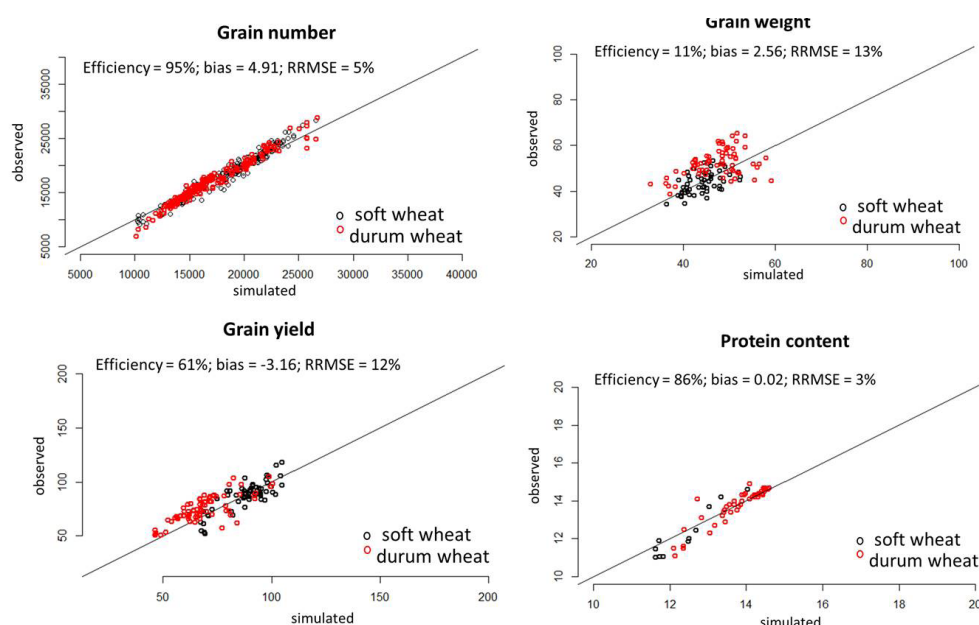 Grain number
Efficiency = 95%; bias = 4.91; RRMSE = 5%
35000
25000
15000
5000
observed
soft wheat
durum wheat
5000 10000 15000 20000 25000 30000 35000 40000
simulated
Grain weight
Efficiency = 11%; bias = 2.56; RRMSE = 13%
100
80
60
40
20
observed
soft wheat
durum wheat
20 40 60 80 100
simulated
Grain yield
Efficiency = 61%; bias = -3.16; RRMSE = 12%
200
150
100
50
observed
soft wheat
durum wheat
50 100 150 200
simulated
Protein content
Efficiency = 86%; bias = 0.02; RRMSE = 3%
20
18
16
14
12
10
observed
soft wheat
durum wheat
10 12 14 16 18 20
simulated